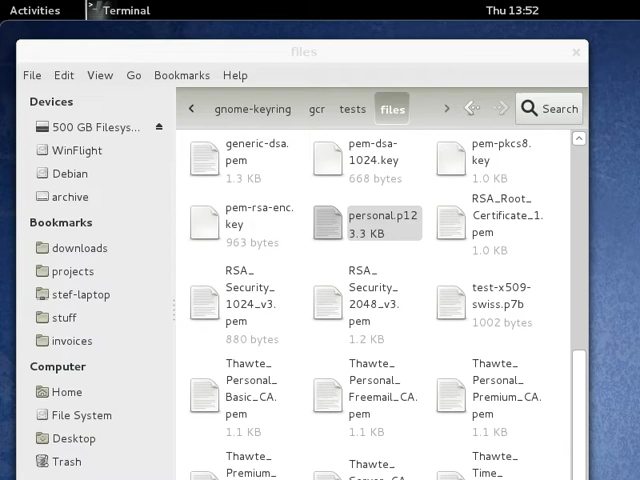 Activities
Terminal
Thu 13:52
files
File Edit View Go Bookmarks Help
Devices
500 GB Filesys...
WinFlight
Debian
archive
Bookmarks
downloads
projects
stef-laptop
stuff
invoices
Computer
Home
File System
Desktop
Trash
gnome-keyring gcr tests files
Search
generic-dsa.
pem
1.3 KB
pem-dsa-
1024.key
668 bytes
pem-pkcs8.
key
1.0 KB
pem-rsa-enc.
key
963 bytes
personal.p12
3.3 KB
RSA_Root_
Certificate_1.
pem
1.0 KB
RSA_
Security_
1024_v3.
pem
880 bytes
RSA_
Security_
2048_v3.
pem
1.2 KB
test-x509-
swiss.p7b
1002 bytes
Thawte_
Personal_
Basic_CA.
pem
1.1 KB
Thawte_
Personal_
Freemail_CA.
pem
1.1 KB
Thawte_
Personal_
Premium_CA.
pem
1.1 KB
Thawte_
Premium_
Thawte_
Server_
Thawte_
Time_